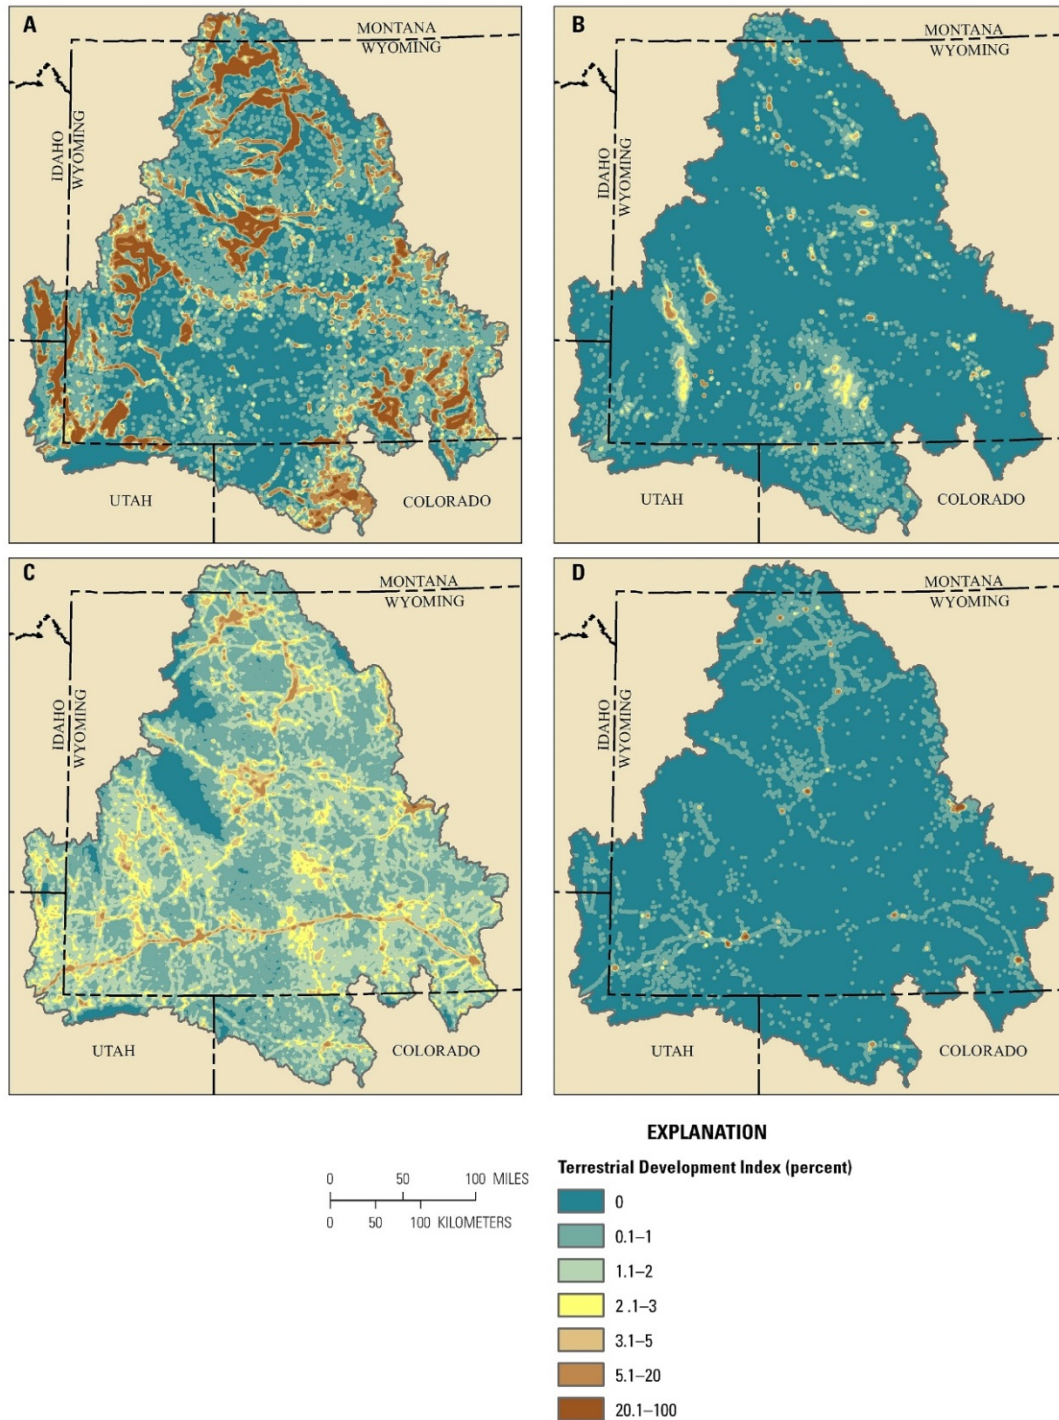 A
MONTANA
WYOMING
IDAHO
WYOMING
UTAH
COLORADO
B
MONTANA
WYOMING
IDAHO
WYOMING
UTAH
COLORADO
C
MONTANA
WYOMING
IDAHO
WYOMING
UTAH
COLORADO
D
MONTANA
WYOMING
IDAHO
WYOMING
UTAH
COLORADO
0 50 100 MILES
0 50 100 KILOMETERS
EXPLANATION
Terrestrial Development Index (percent)
0
0.1–1
1.1–2
2 .1–3
3.1–5
5.1–20
20.1–100